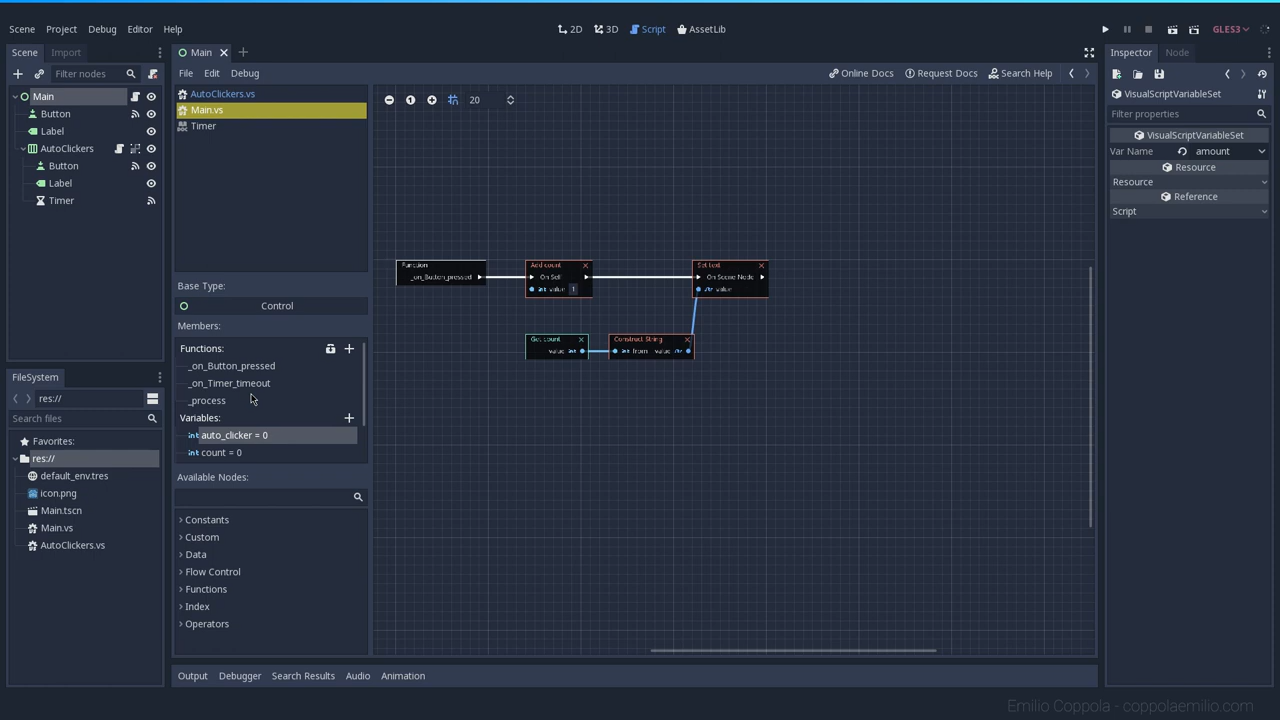 Scene Project Debug Editor Help
2D 3D Script AssetLib
GLES3
Scene Import
Filter nodes
Main
Button
Label
AutoClickers
Button
Label
Timer
FileSystem
res://
Search files
Favorites:
res://
default_env.tres
icon.png
Main.tscn
Main.vs
AutoClickers.vs
Main
File Edit Debug
Online Docs Request Docs Search Help
AutoClickers.vs
Main.vs
Timer
Base Type:
Control
Members:
Functions:
_on_Button_pressed
_on_Timer_timeout
_process
Variables:
int auto_clicker = 0
int count = 0
Available Nodes:
Constants
Custom
Data
Flow Control
Functions
Index
Operators
1 20
Function
_on_Button_pressed
Add count
On Self
int value 1
Set text
On Scene Node
value
Get count
value int
Construct String
int from value
Output Debugger Search Results Audio Animation
Inspector Node
VisualScriptVariableSet
Filter properties
VisualScriptVariableSet
Var Name amount
Resource
Resource
Reference
Script
Emilio Coppola - coppolaemilio.com